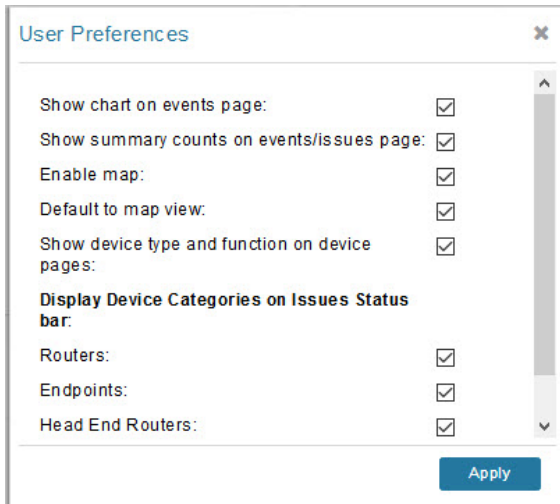 User Preferences
Show chart on events page:
Show summary counts on events/issues page:
Enable map:
Default to map view:
Show device type and function on device
pages:
Display Device Categories on Issues Status
bar:
Routers:
Endpoints:
Head End Routers:
Apply